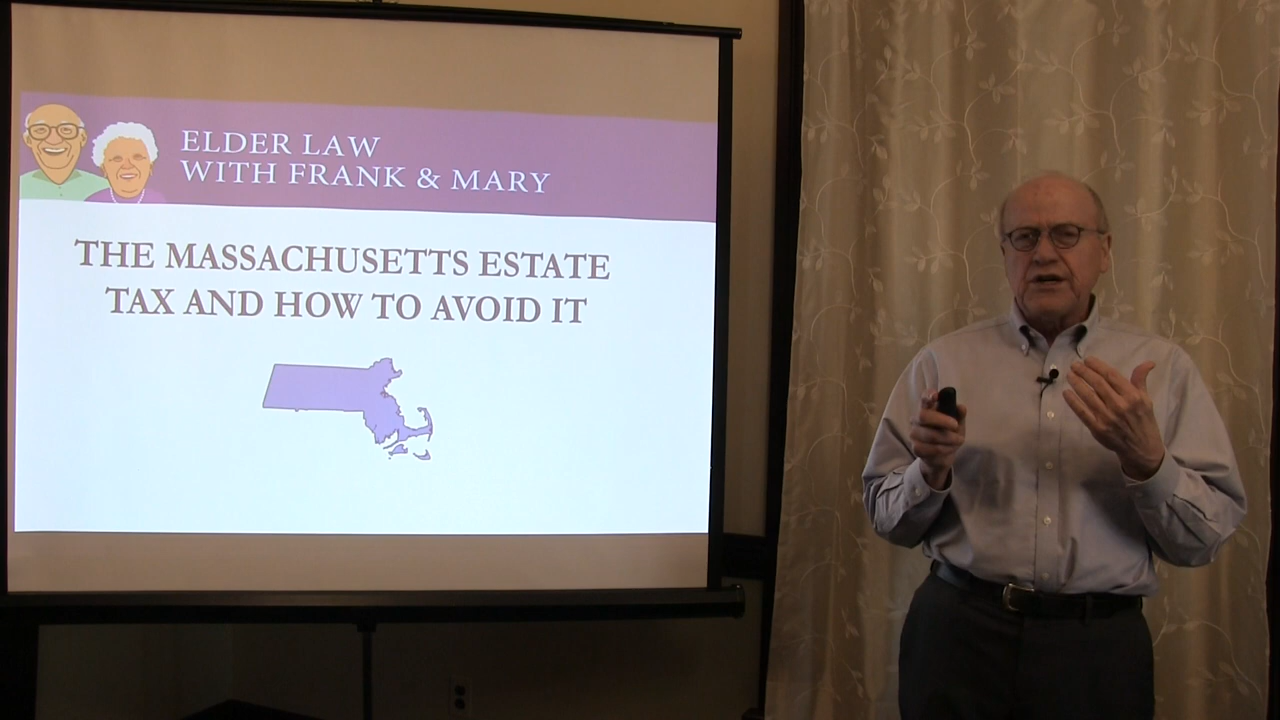 ELDER LAW
WITH FRANK & MARY
THE MASSACHUSETTS ESTATE
TAX AND HOW TO AVOID IT